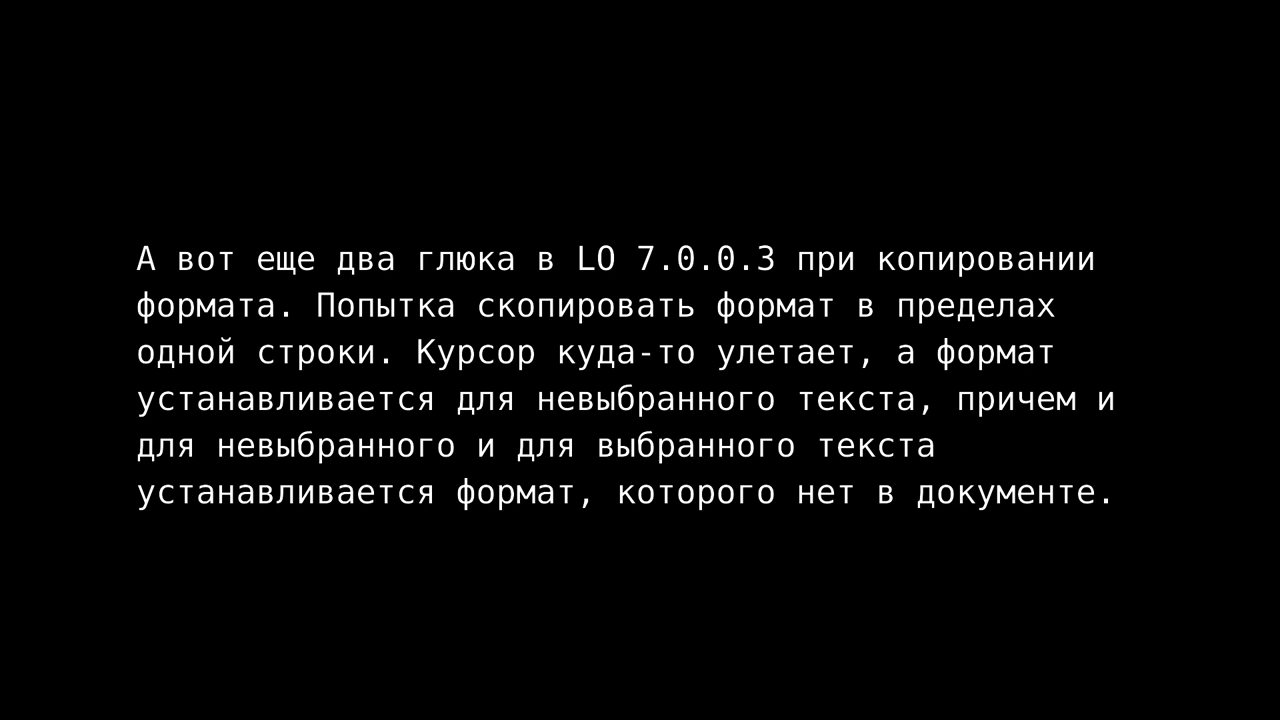 А вот еще два глюка в LO 7.0.0.3 при копировании
формата. Попытка скопировать формат в пределах
одной строки. Курсор куда-то улетает, а формат
устанавливается для невыбранного текста, причем и
для невыбранного и для выбранного текста
устанавливается формат, которого нет в документе.